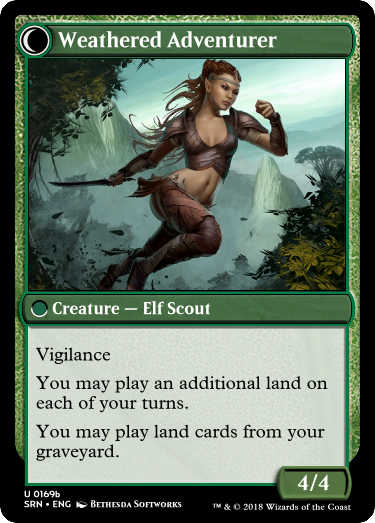 Weathered Adventurer
Creature — Elf Scout
Vigilance
You may play an additional land on
each of your turns.
You may play land cards from your
graveyard.
4/4
U 0169b
SRN • ENG Bethesda Softworks
™ & © 2018 Wizards of the Coast